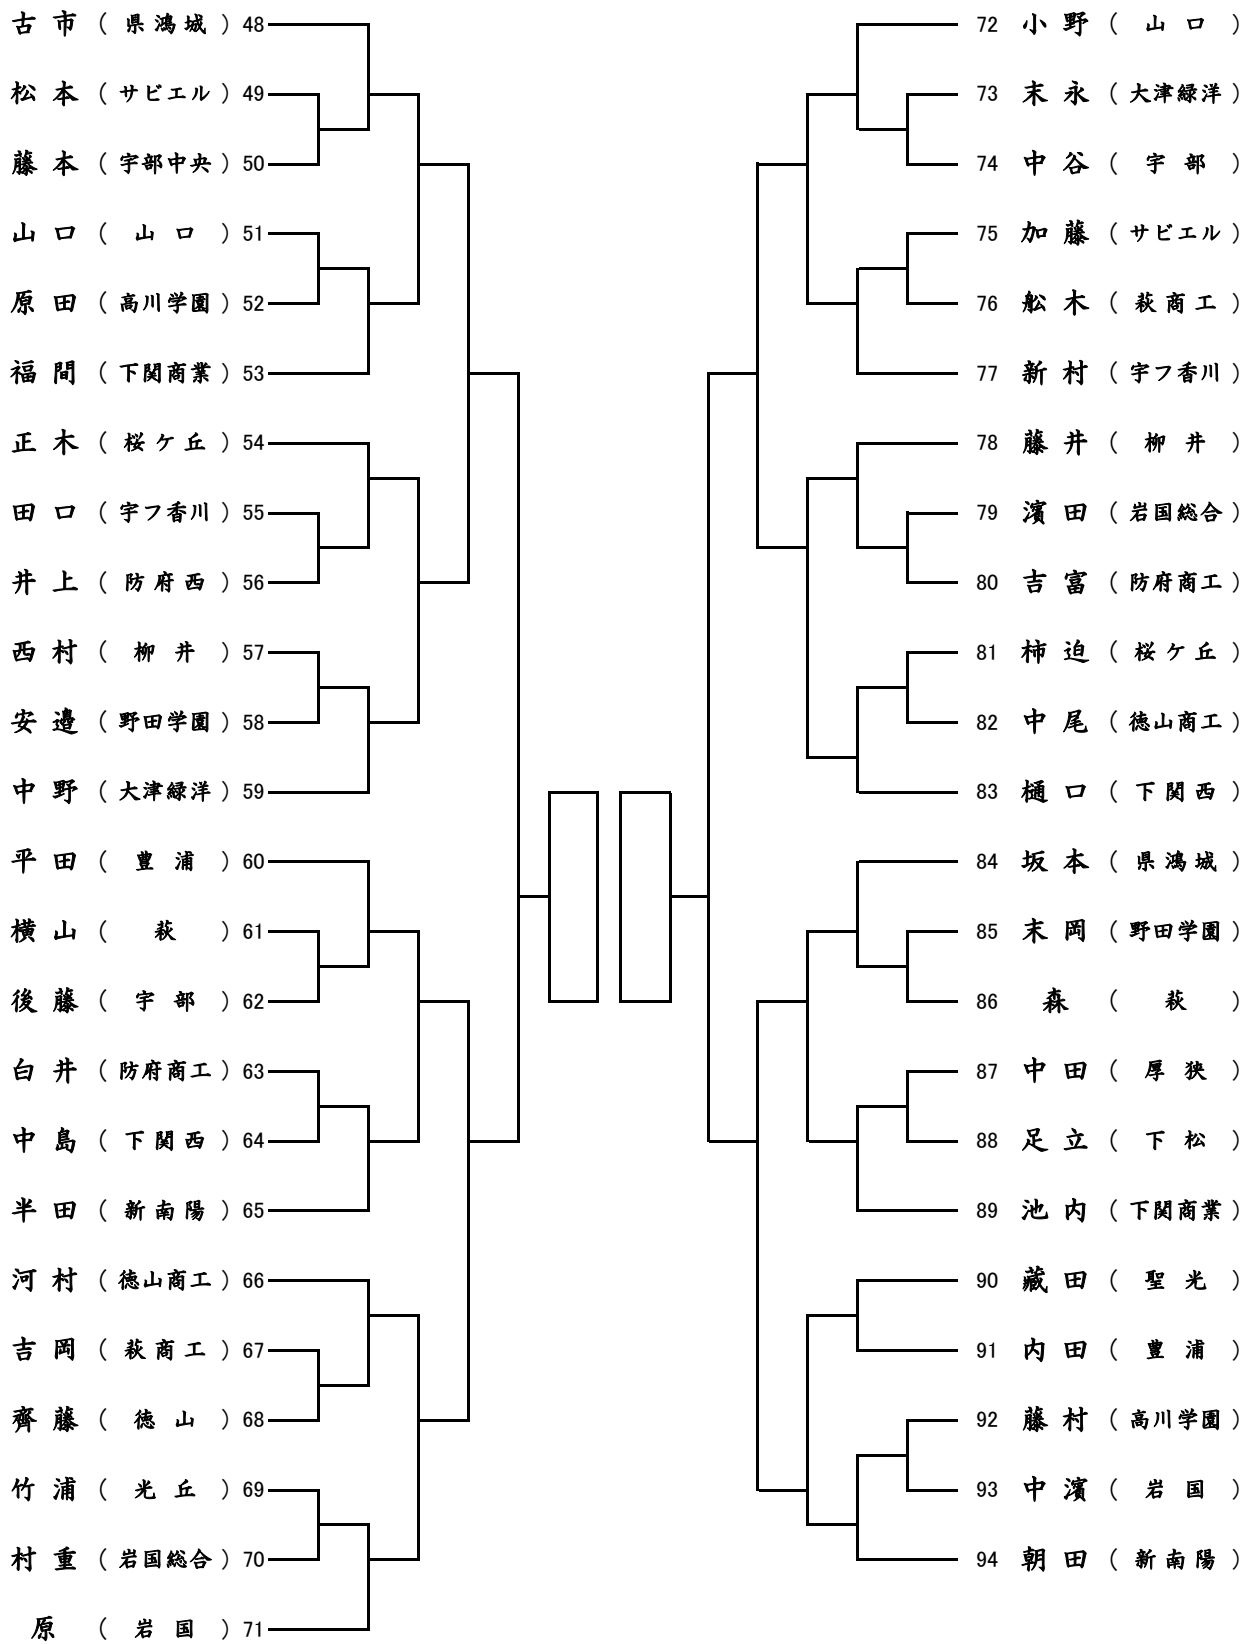 古市（県鴻城）48
松本（サビエル）49
藤本（宇部中央）50
山口（山口）51
原田（高川学園）52
福間（下関商業）53
正木（桜ケ丘）54
田口（宇フ香川）55
井上（防府西）56
西村（柳井）57
安邉（野田学園）58
中野（大津緑洋）59
平田（豊浦）60
横山（萩）61
後藤（宇部）62
白井（防府商工）63
中島（下関西）64
半田（新南陽）65
河村（徳山商工）66
吉岡（萩商工）67
齊藤（徳山）68
竹浦（光丘）69
村重（岩国総合）70
原（岩国）71
72 小野（山口）
73 末永（大津緑洋）
74 中谷（宇部）
75 加藤（サビエル）
76 舩木（萩商工）
77 新村（宇フ香川）
78 藤井（柳井）
79 濱田（岩国総合）
80 吉富（防府商工）
81 柿迫（桜ケ丘）
82 中尾（徳山商工）
83 樋口（下関西）
84 坂本（県鴻城）
85 末岡（野田学園）
86 森（萩）
87 中田（厚狭）
88 足立（下松）
89 池内（下関商業）
90 蔵田（聖光）
91 内田（豊浦）
92 藤村（高川学園）
93 中濱（岩国）
94 朝田（新南陽）